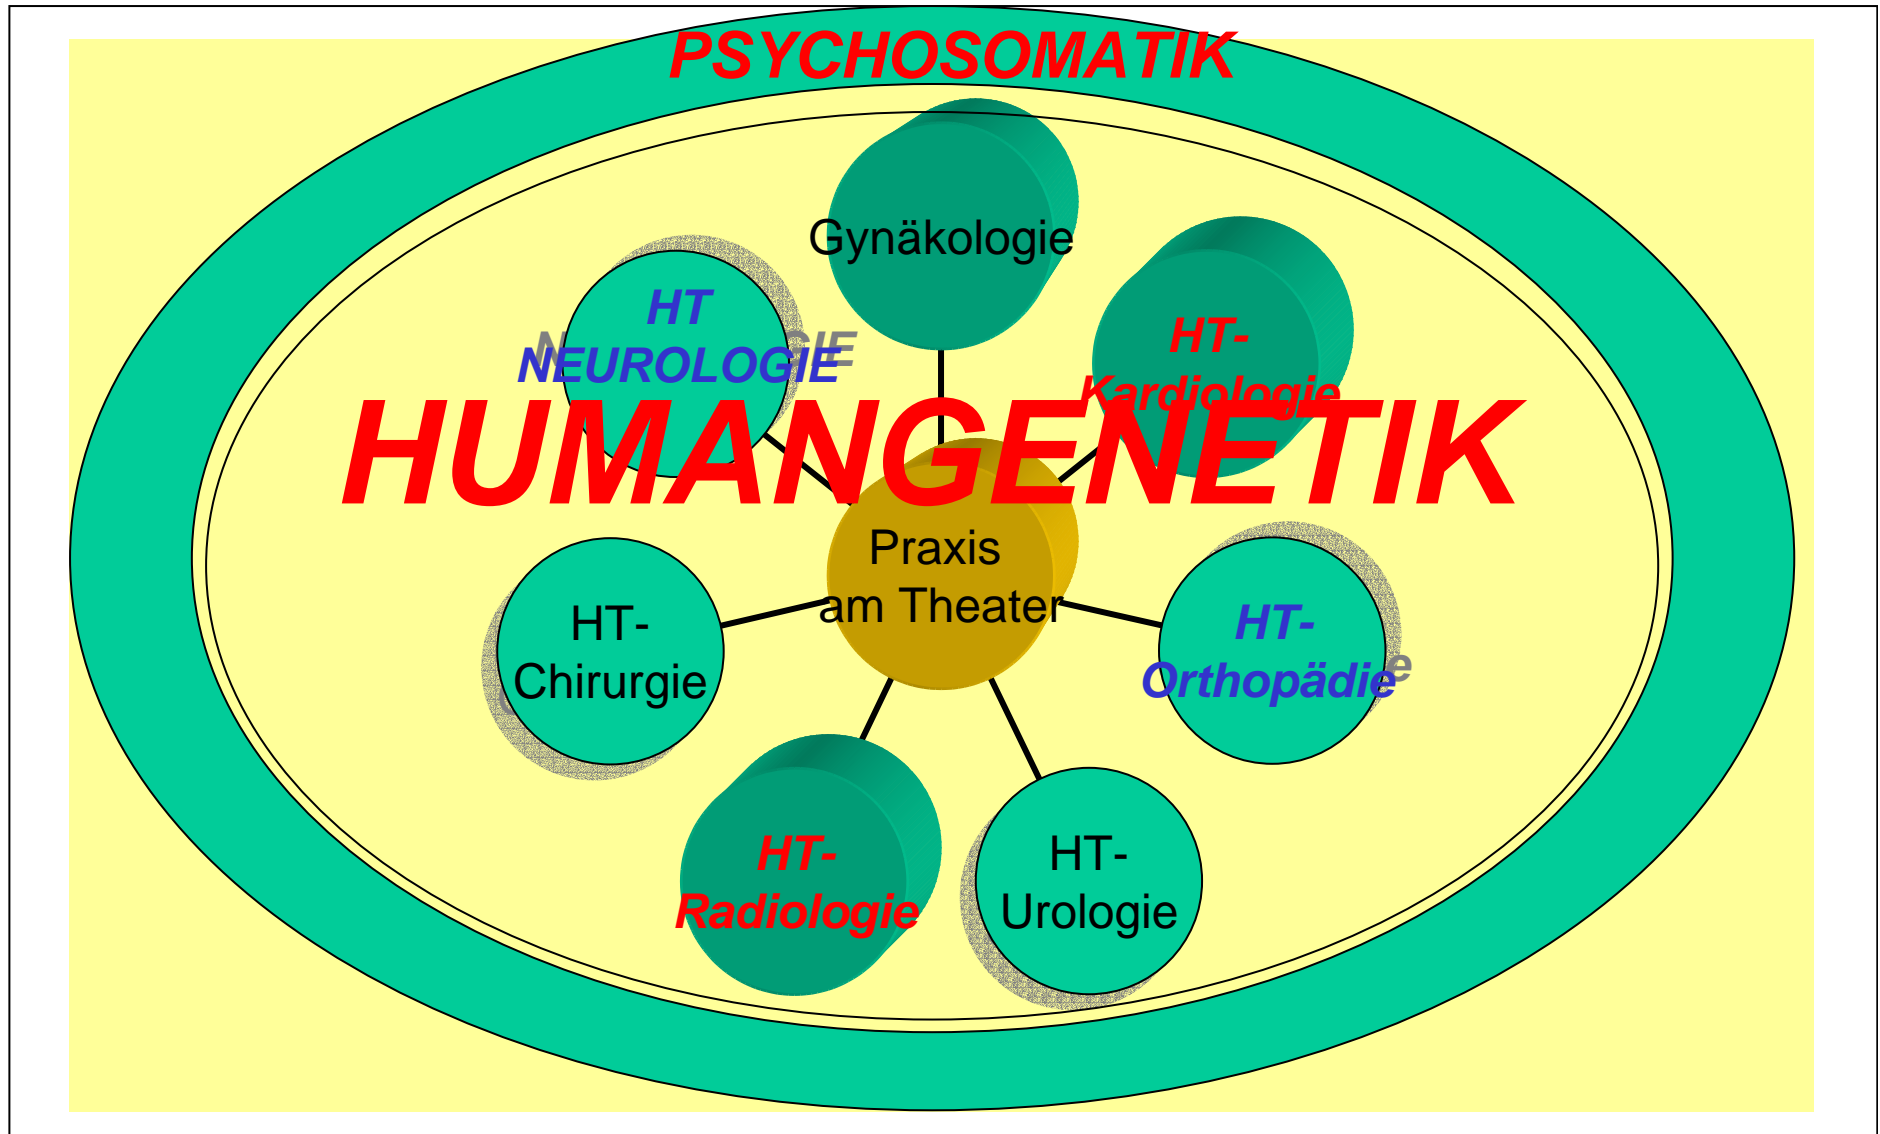 PSYCHOSOMATIK
Gynäkologie
HT
NEUROLOGIE
HT-
Kardiologie
HUMANGENETIK
Praxis
am Theater
HT-
Chirurgie
HT-
Orthopädie
HT-
Radiologie
HT-
Urologie